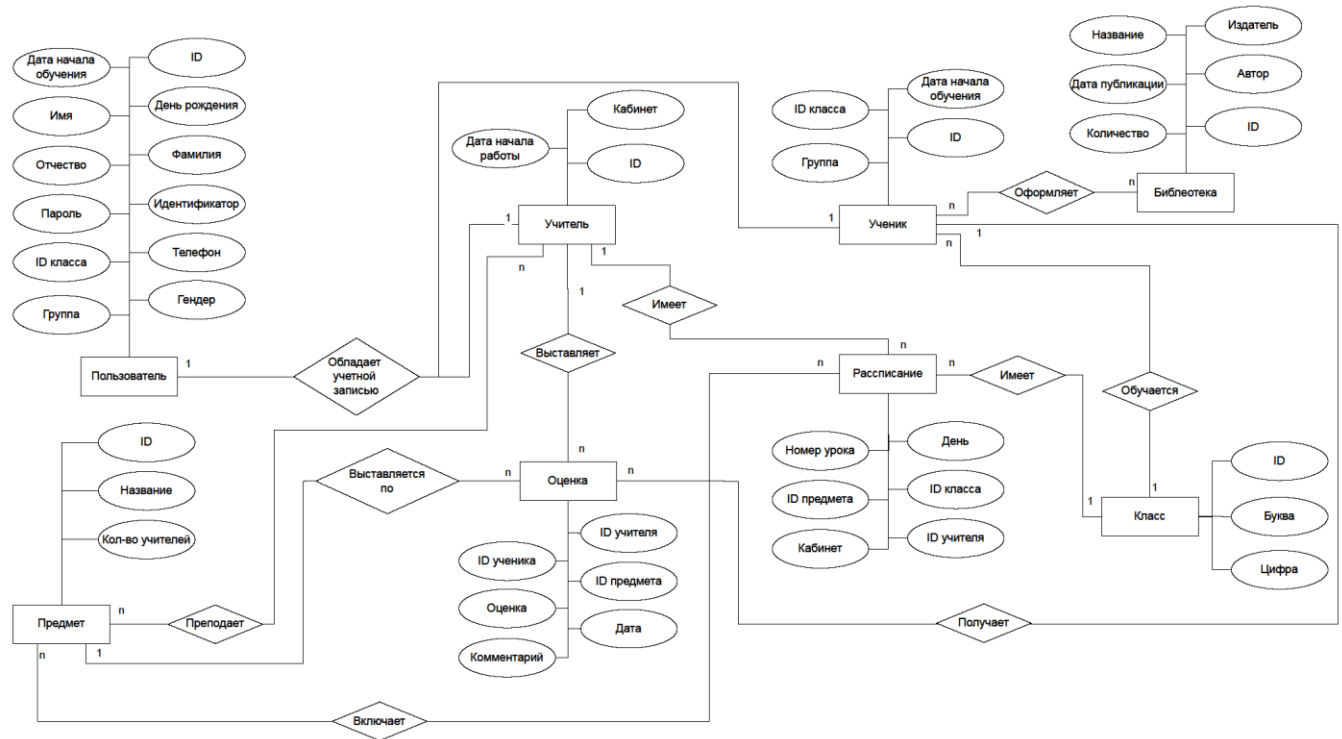 Дата начала
обучения
ID
Имя
День рождения
Отчество
Фамилия
Пароль
Идентификатор
ID класса
Телефон
Группа
Гендер
Пользователь
1
Обладает
учетной
записью
Кабинет
Дата начала
работы
ID
Учитель
1
n
1
1
Выставляет
Имеет
n
n
ID класса
Дата начала
обучения
ID
Группа
Ученик
1
n
1
n
Оформляет
n
Название
Издатель
Дата публикации
Автор
Количество
ID
Библеотека
Рассписание
n
n
Имеет
1
Обучается
1
Номер урока
День
ID предмета
ID класса
Кабинет
ID учителя
Класс
ID
Буква
Цифра
ID
Название
Кол-во учителей
Предмет
n
Преподает
1
n
Выставляется
по
n
Оценка
n
ID учителя
ID ученика
ID предмета
Оценка
Дата
Комментарий
Получает
Включает